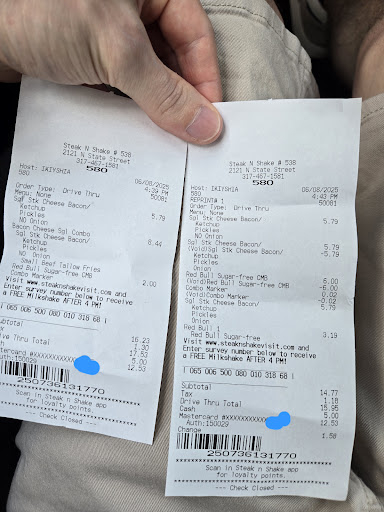 Steak N Shake # 538
2121 N State Street
317-467-1581
580
Host: IKIYSHIA
580
06/08/2025
4:39 PM
50081
Order Type: Drive Thru
Menu: None
Sgl Stk Cheese Bacon/ 5.79
Ketchup
Pickles
NO Onion
Bacon Cheese Sgl Combo
Sgl Stk Cheese Bacon/ 8.44
Ketchup
Pickles
NO Onion
Small Beef Tallow Fries
Red Bull Sugar-free CMB 2.00
Combo Marker
Visit www.steaknshakevisit.com and
Enter survey number below to receive
a FREE Milkshake AFTER 4 PM!
| 065 006 500 080 010 318 68 |
Subtotal 16.23
1.30
Drive Thru Total 17.53
5.00
Mastercard #XXXXXXXXXXXX 12.53
Auth:150029
250736131770
Scan in Steak n Shake app
for loyalty points.
--- Check Closed ---
Steak N Shake # 538
2121 N State Street
317-467-1581
580
Host: IKIYSHIA
580
06/08/2025
4:43 PM
50081
REPRINT# 1
Order Type: Drive Thru
Menu: None
Sgl Stk Cheese Bacon/ 5.79
Ketchup
Pickles
NO Onion
Sgl Stk Cheese Bacon/ 5.79
(Void)Sgl Stk Cheese Bacon/ -5.79
Ketchup
Pickles
Onion
Red Bull Sugar-free CMB 6.00
(Void)Red Bull Sugar-free CMB -6.00
Combo Marker -0.02
(Void)Combo Marker 0.02
Sgl Stk Cheese Bacon/ 5.79
Ketchup
Pickles
Onion
Red Bull 1
Red Bull Sugar-free 3.19
Visit www.steaknshakevisit.com and
Enter survey number below to receive
a FREE Milkshake AFTER 4 PM!
| 065 006 500 080 010 318 68 |
Subtotal 14.77
Tax 1.18
Drive Thru Total 15.95
Cash 5.00
Mastercard #XXXXXXXXXXXX 12.53
Auth:150029
Change 1.58
250736131770
Scan in Steak n Shake app
for loyalty points.
--- Check Closed ---